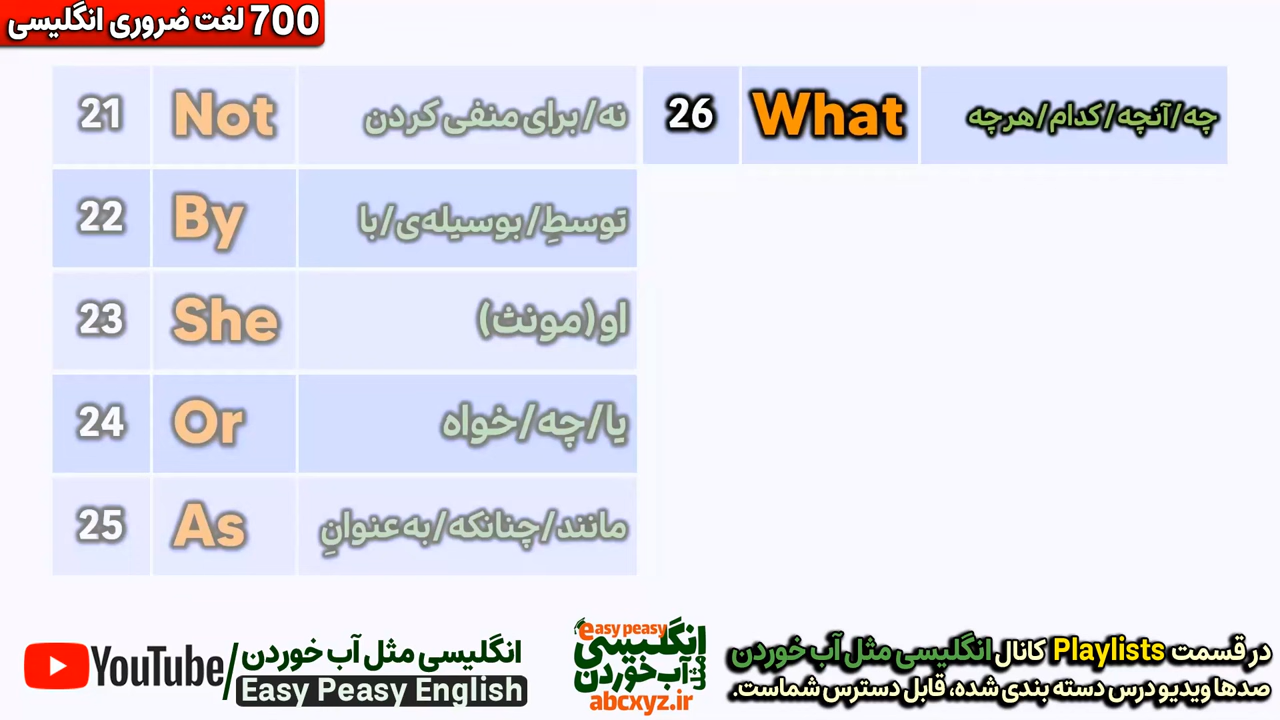 700 لغت ضروری انگلیسی
21 Not نه/برای منفی کردن
22 By توسطِ/بوسیله‌ی/با
23 She او(مونث)
24 Or یا/چه/خواه
25 As مانند/چنانکه/به عنوانِ
26 What چه/آنچه/کدام/هرچه
YouTube/انگلیسی مثل آب خوردن
Easy Peasy English
easy peasy
انگلیسی
مثل آب خوردن
abcxyz.ir
در قسمت Playlists کانال انگلیسی مثل آب خوردن
صدها ویدیو درس دسته بندی شده، قابل دسترس شماست.